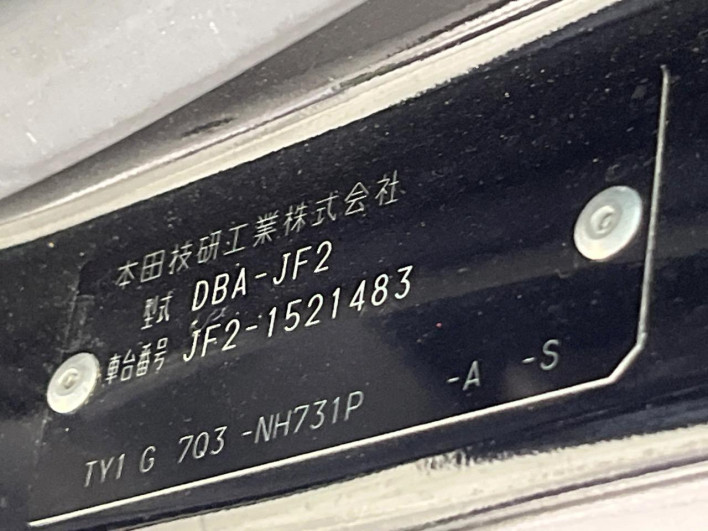 本田技研工業株式会社
型式 DBA-JF2
車台番号 JF2-1521483
TY1 G 7Q3 -NH731P -A -S